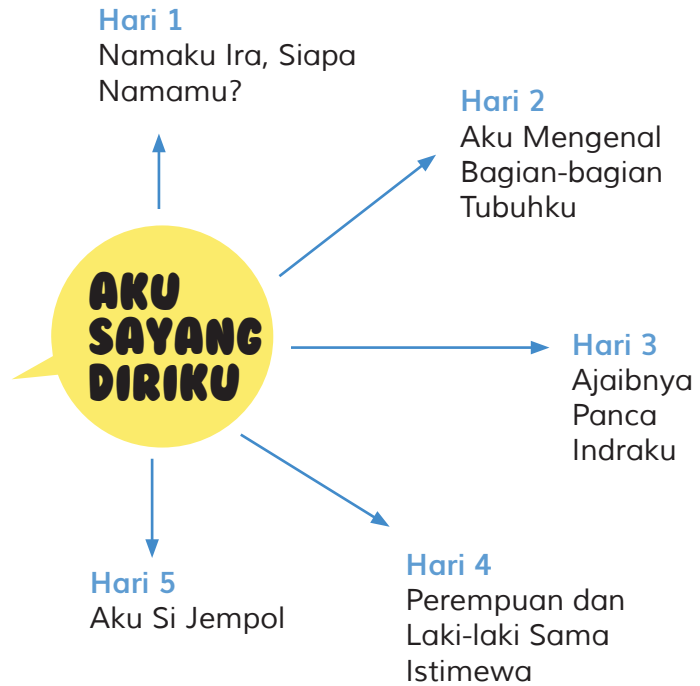 Hari 1
Namaku Ira, Siapa
Namamu?
Hari 2
Aku Mengenal
Bagian-bagian
Tubuhku
AKU
SAYANG
DIRIKU
Hari 3
Ajaibnya
Panca
Indraku
Hari 4
Perempuan dan
Laki-laki Sama
Istimewa
Hari 5
Aku Si Jempol